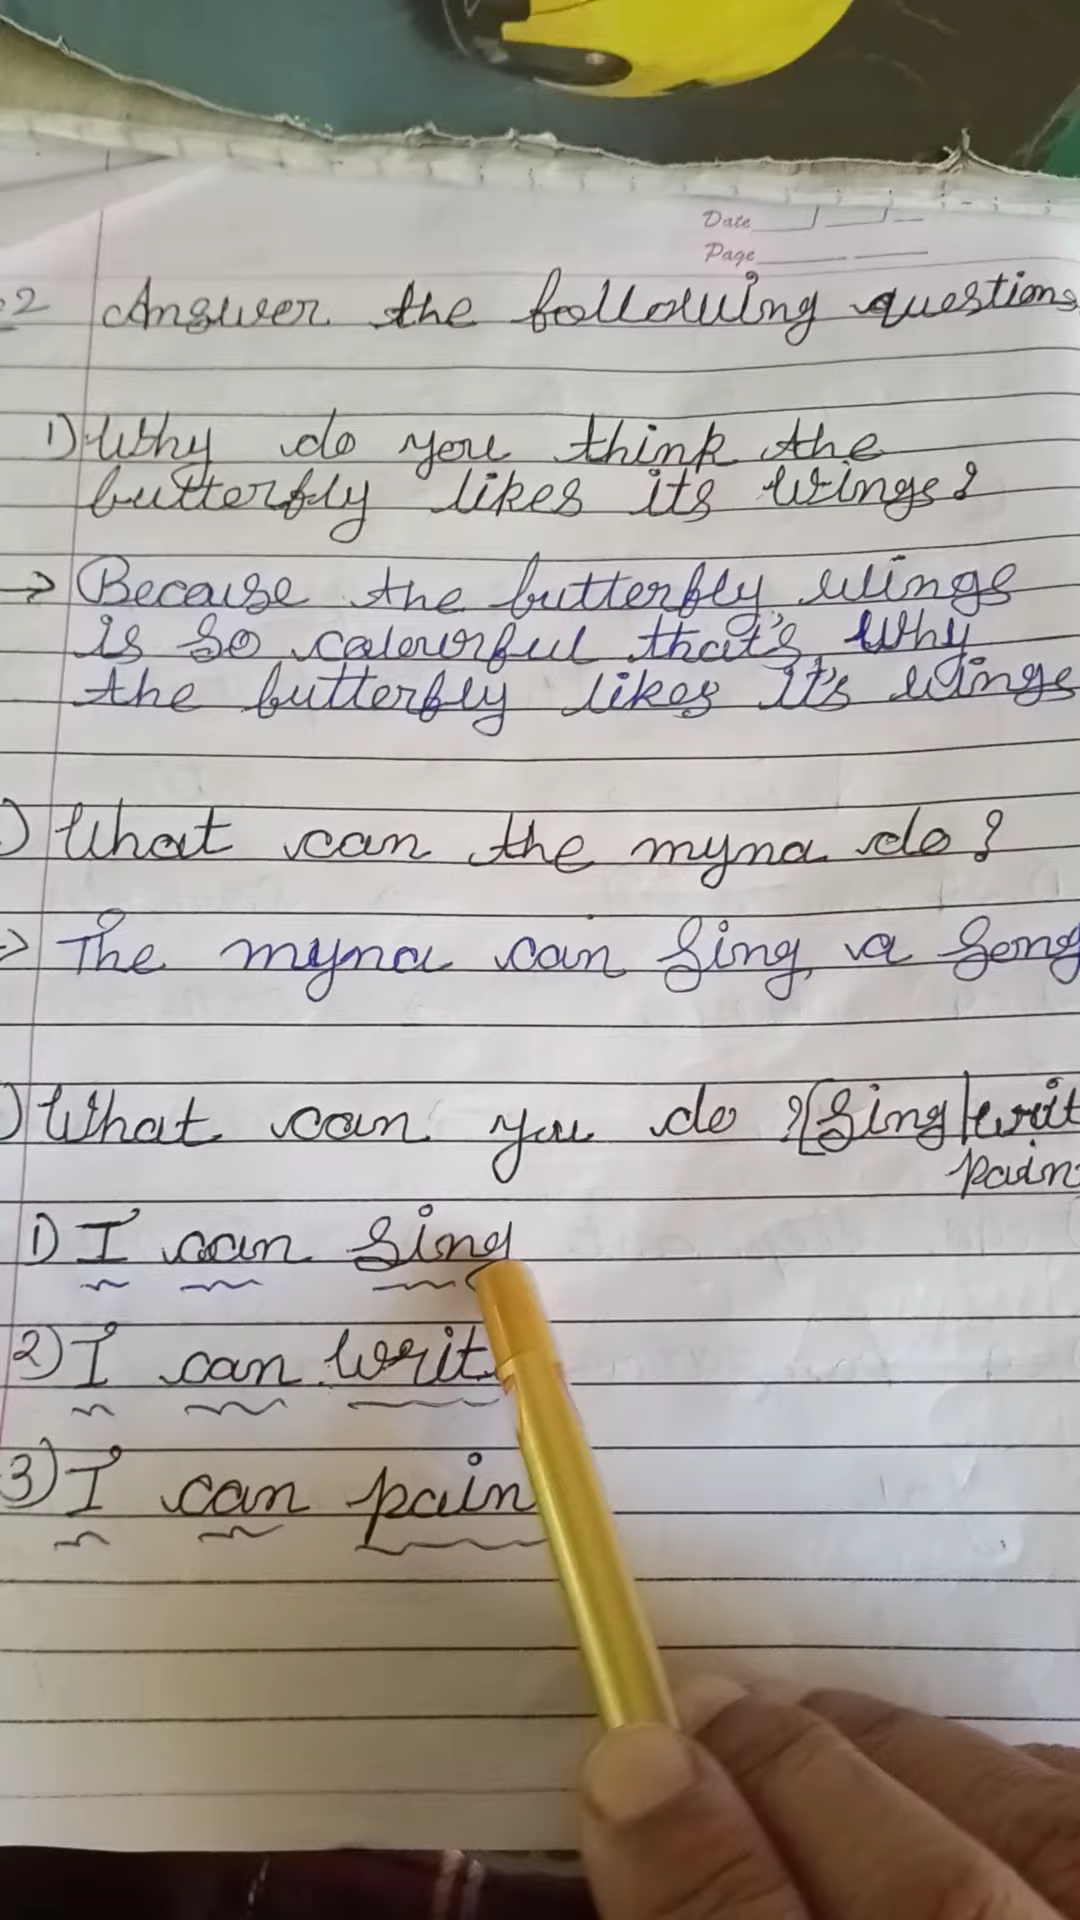 Date
Page
2 Answer the following questions
1) Why do you think the
butterfly likes its wings?
→ Because the butterfly wings
is so colourful that's why
the butterfly likes it's wings
) What can the myna do?
→ The myna can sing a song
) What can you do ? [Sing/writ
pain
1) I can sing
2) I can writ
3) I can pain